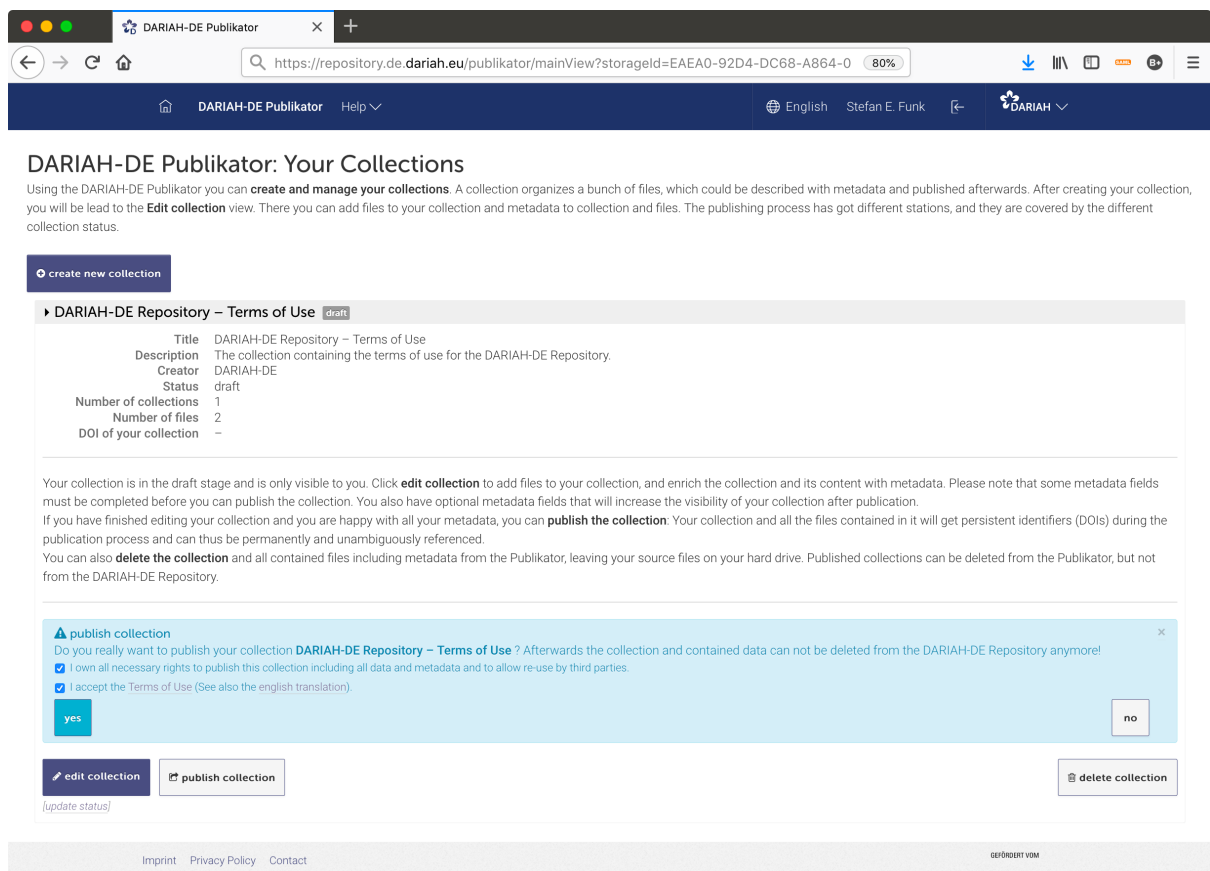 DARIAH-DE Publikator
https://repository.de.dariah.eu/publikator/mainView?storageId=EAEA0-92D4-DC68-A864-0 80%
DARIAH-DE Publikator Help English Stefan E. Funk DARIAH
DARIAH-DE Publikator: Your Collections
Using the DARIAH-DE Publikator you can create and manage your collections. A collection organizes a bunch of files, which could be described with metadata and published afterwards. After creating your collection,
you will be lead to the Edit collection view. There you can add files to your collection and metadata to collection and files. The publishing process has got different stations, and they are covered by the different
collection status.
create new collection
DARIAH-DE Repository – Terms of Use draft
Title DARIAH-DE Repository – Terms of Use
Description The collection containing the terms of use for the DARIAH-DE Repository.
Creator DARIAH-DE
Status draft
Number of collections 1
Number of files 2
DOI of your collection –
Your collection is in the draft stage and is only visible to you. Click edit collection to add files to your collection, and enrich the collection and its content with metadata. Please note that some metadata fields
must be completed before you can publish the collection. You also have optional metadata fields that will increase the visibility of your collection after publication.
If you have finished editing your collection and you are happy with all your metadata, you can publish the collection: Your collection and all the files contained in it will get persistent identifiers (DOIs) during the
publication process and can thus be permanently and unambiguously referenced.
You can also delete the collection and all contained files including metadata from the Publikator, leaving your source files on your hard drive. Published collections can be deleted from the Publikator, but not
from the DARIAH-DE Repository.
publish collection ×
Do you really want to publish your collection DARIAH-DE Repository – Terms of Use ? Afterwards the collection and contained data can not be deleted from the DARIAH-DE Repository anymore!
I own all necessary rights to publish this collection including all data and metadata and to allow re-use by third parties.
I accept the Terms of Use (See also the english translation).
yes no
edit collection publish collection delete collection
[update status]
Imprint Privacy Policy Contact GEFÖRDERT VOM